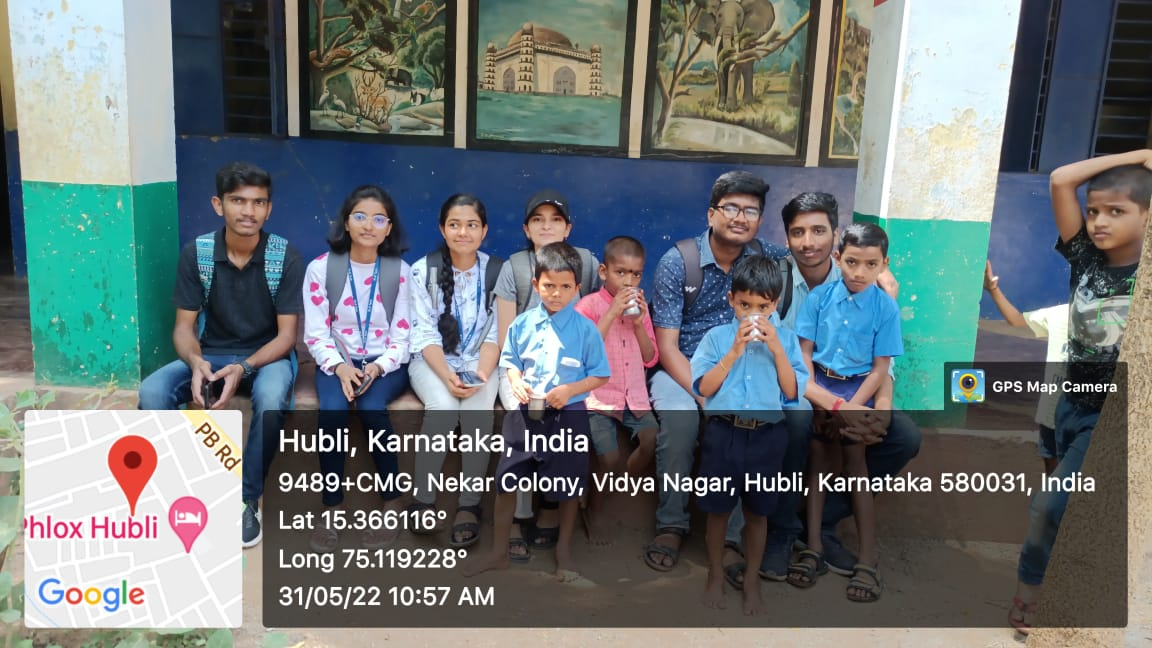 GPS Map Camera
PB Rd
Phlox Hubli
Google
Hubli, Karnataka, India
9489+CMG, Nekar Colony, Vidya Nagar, Hubli, Karnataka 580031, India
Lat 15.366116°
Long 75.119228°
31/05/22 10:57 AM